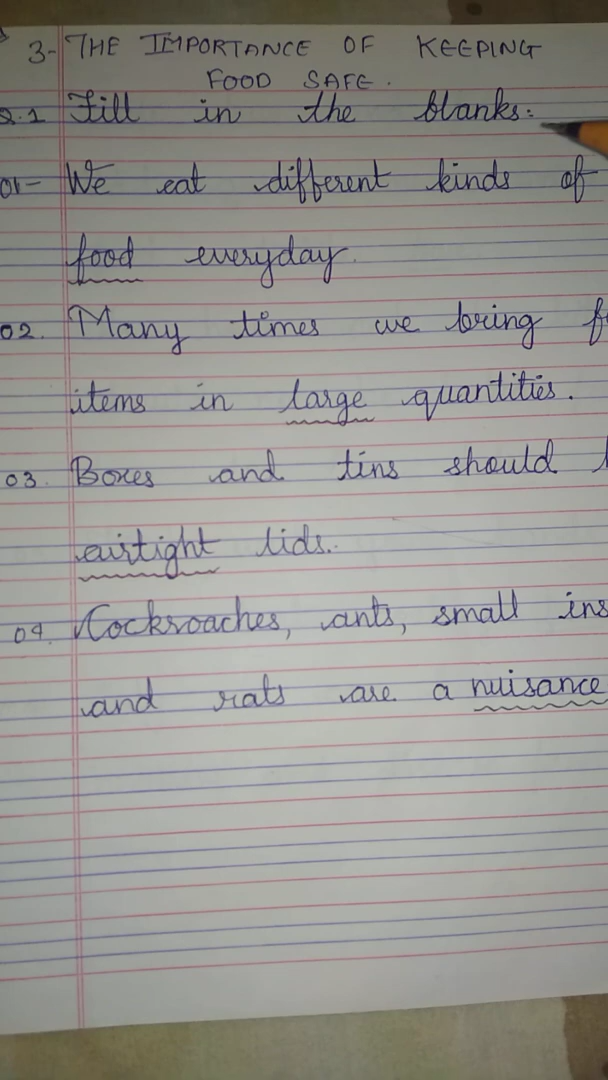 3- THE IMPORTANCE OF KEEPING
FOOD SAFE.
Q.1 Fill in the blanks:
01- We eat different kinds of
food everyday.
02. Many times we bring
items in large quantities.
03. Boxes and tins should
airtight lids.
04. Cockroaches, ants, small
and rats are a nuisance